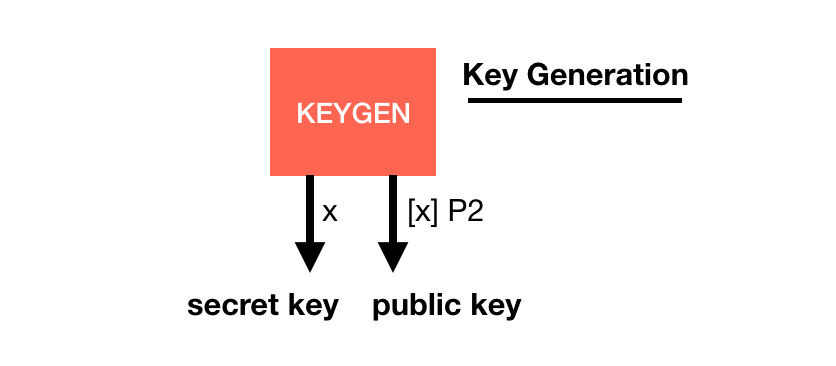 Key Generation
KEYGEN
x
[x] P2
secret key
public key